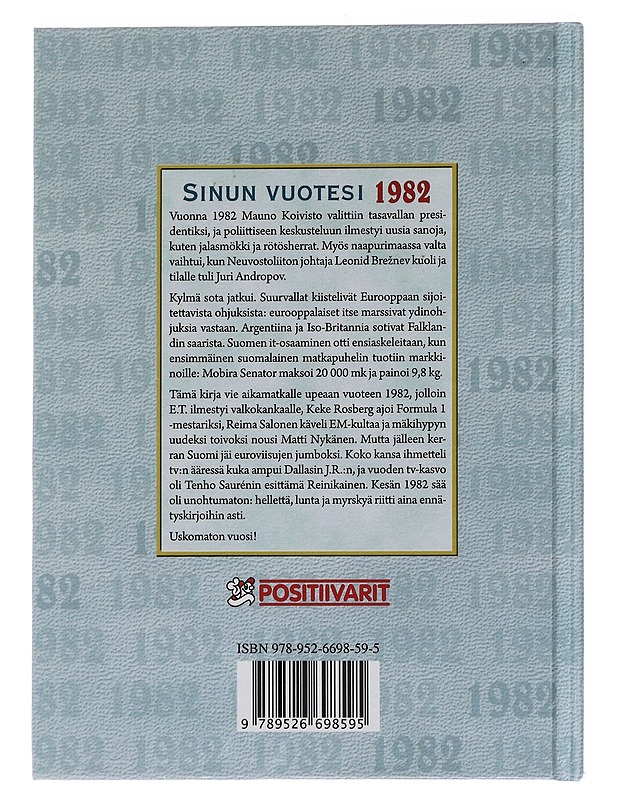 SINUN VUOTESI 1982
Vuonna 1982 Mauno Koivisto valittiin tasavallan presi-
dentiksi, ja poliittiseen keskusteluun ilmestyi uusia sanoja,
kuten jalasmökki ja rötösherrat. Myös naapurimaassa valta
vaihtui, kun Neuvostoliiton johtaja Leonid Brežnev kuoli ja
tilalle tuli Juri Andropov.
Kylmä sota jatkui. Suurvallat kiistelivät Eurooppaan sijoi-
tettavista ohjuksista: eurooppalaiset itse marssivat ydinoh-
juksia vastaan. Argentiina ja Iso-Britannia sotivat Falklan-
din saarista. Suomen it-osaaminen otti ensiaskeleitaan, kun
ensimmäinen suomalainen matkapuhelin tuotiin markki-
noille: Mobira Senator maksoi 20 000 mk ja painoi 9,8 kg.
Tämä kirja vie aikamatkalle upeaan vuoteen 1982, jolloin
E.T. ilmestyi valkokankaalle, Keke Rosberg ajoi Formula 1
-mestariksi, Reima Salonen käveli EM-kultaa ja mäkihypyn
uudeksi toivoksi nousi Matti Nykänen. Mutta jälleen ker-
ran Suomi jäi euroviisujen jumboksi. Koko kansa ihmetteli
tv:n ääressä kuka ampui Dallasin J.R.:n, ja vuoden tv-kasvo
oli Tenho Saurénin esittämä Reinikainen. Kesän 1982 sää
oli unohtumaton: hellettä, lunta ja myrskyä riitti aina ennä-
tyskirjoihin asti.
Uskomaton vuosi!
POSITIIVARIT
ISBN 978-952-6698-59-5
9 789526 698595